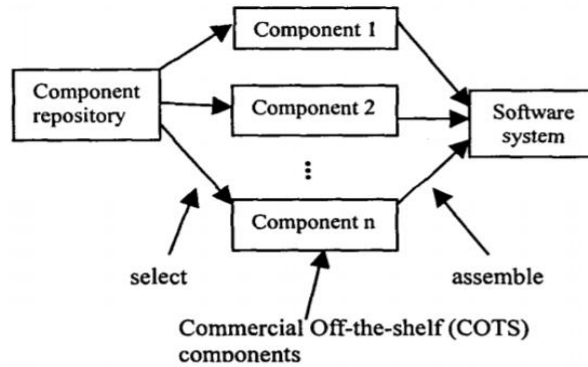 Component 1
Component
repository
Component 2
Software
system
Component n
select
assemble
Commercial Off-the-shelf (COTS)
components